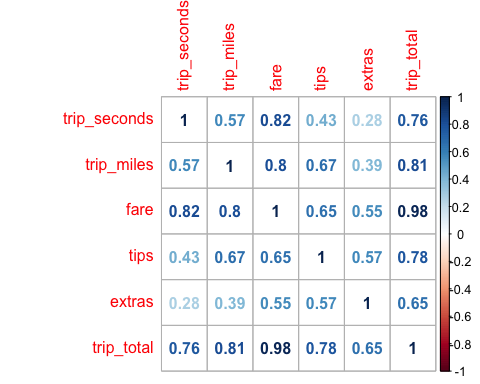 trip_seconds trip_miles fare tips extras trip_total
trip_seconds 1 0.57 0.82 0.43 0.28 0.76
trip_miles 0.57 1 0.8 0.67 0.39 0.81
fare 0.82 0.8 1 0.65 0.55 0.98
tips 0.43 0.67 0.65 1 0.57 0.78
extras 0.28 0.39 0.55 0.57 1 0.65
trip_total 0.76 0.81 0.98 0.78 0.65 1
1
0.8
0.6
0.4
0.2
0
-0.2
-0.4
-0.6
-0.8
-1